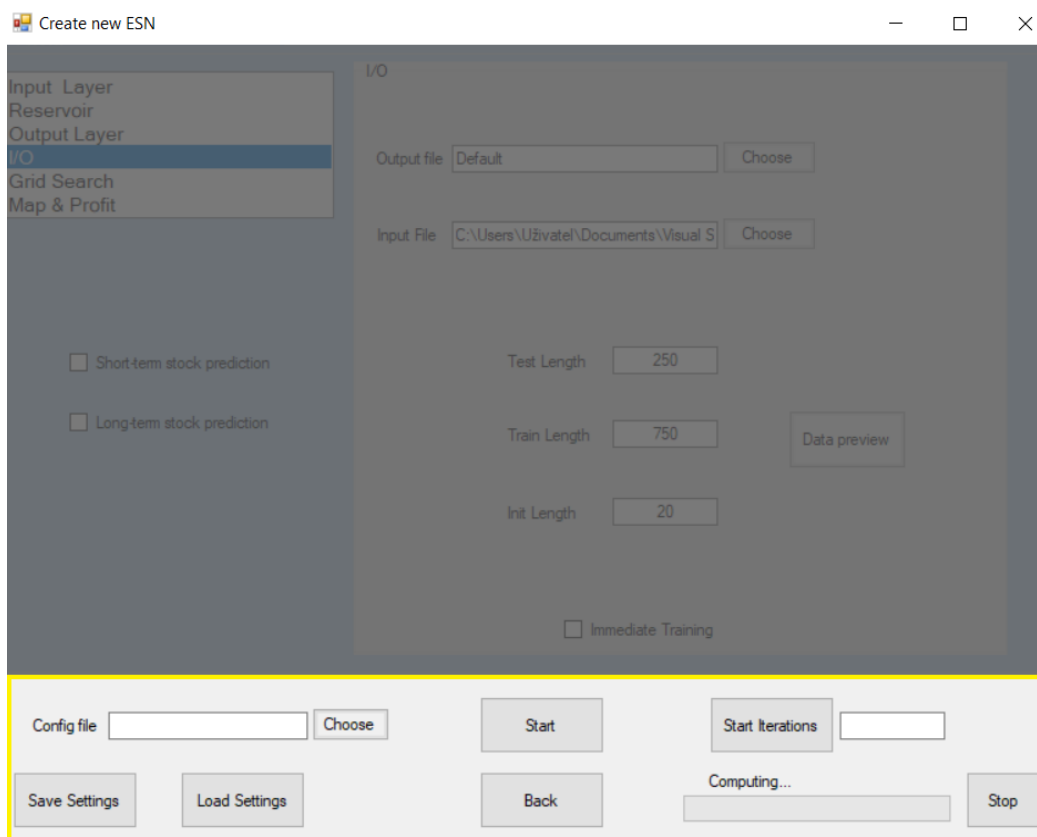 Create new ESN
Input Layer
Reservoir
Output Layer
I/O
Grid Search
Map & Profit
Short-term stock prediction
Long-term stock prediction
I/O
Output file Default Choose
Input File C:\Users\Uživatel\Documents\Visual S Choose
Test Length 250
Train Length 750
Data preview
Init Length 20
Immediate Training
Config file Choose Start Start Iterations
Computing...
Save Settings Load Settings Back Stop